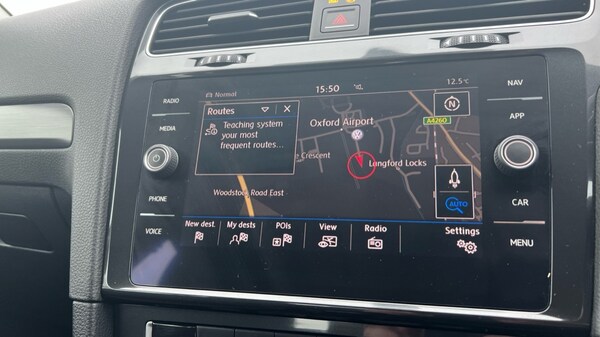 RADIO
MEDIA
PHONE
VOICE
Normal
15:50
12.5°C
Routes
Teaching system
your most
frequent routes...
Oxford Airport
A4260
N
e Crescent
Langford Locks
Woodstock Road East
AUTO
New dest.
My dests
POIs
View
Radio
Settings
NAV
APP
CAR
MENU